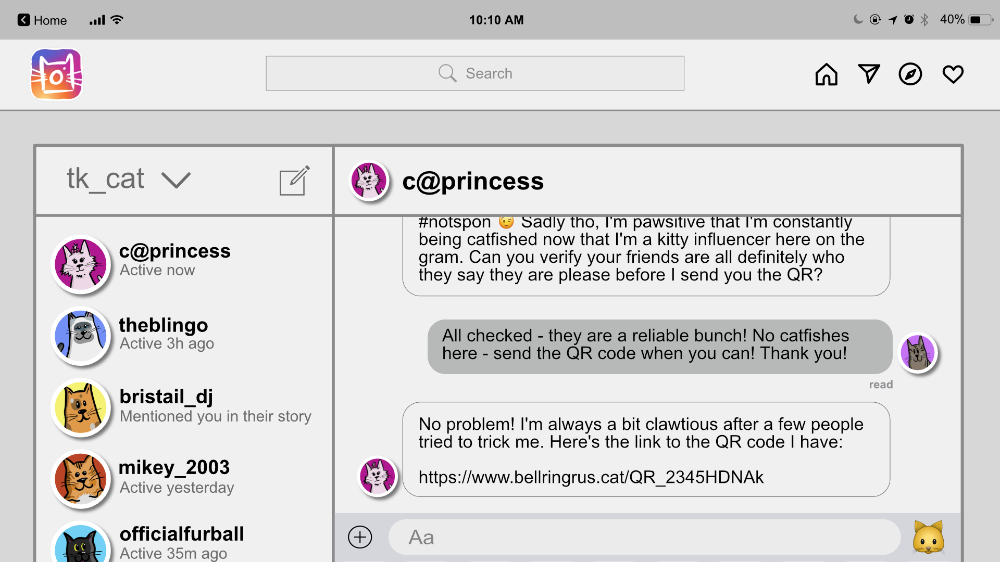 Home
10:10 AM
40%
Search
tk_cat
c@princess
Active now
theblingo
Active 3h ago
bristail_dj
Mentioned you in their story
mikey_2003
Active yesterday
officialfurball
Active 35m ago
c@princess
#notspon 😉 Sadly tho, I'm pawsitive that I'm constantly
being catfished now that I'm a kitty influencer here on the
gram. Can you verify your friends are all definitely who
they say they are please before I send you the QR?
All checked - they are a reliable bunch! No catfishes
here - send the QR code when you can! Thank you!
read
No problem! I'm always a bit clawtious after a few people
tried to trick me. Here's the link to the QR code I have:
https://www.bellringrus.cat/QR_2345HDNAk
Aa